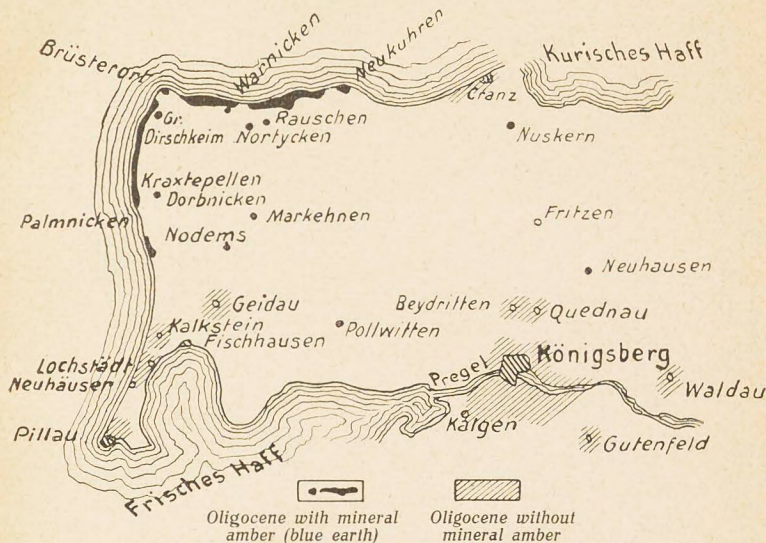 Brüsterort
Warnicken
Neukuhren
Kurisches Haff
Cranz
Gr.
Dirschkeim
Rauschen
Nortycken
Nuskern
Kraxtepellen
Dorbnicken
Palmnicken
Markehnen
Fritzen
Nodems
Neuhausen
Geidau
Beydritten
Quednau
Kalkstein
Fischhausen
Pollwitten
Lochstädt
Neuhäuser
Pregel
Königsberg
Waldau
Pillau
Kalgen
Gutenfeld
Frisches Haff
Oligocene with mineral
amber (blue earth)
Oligocene without
mineral amber